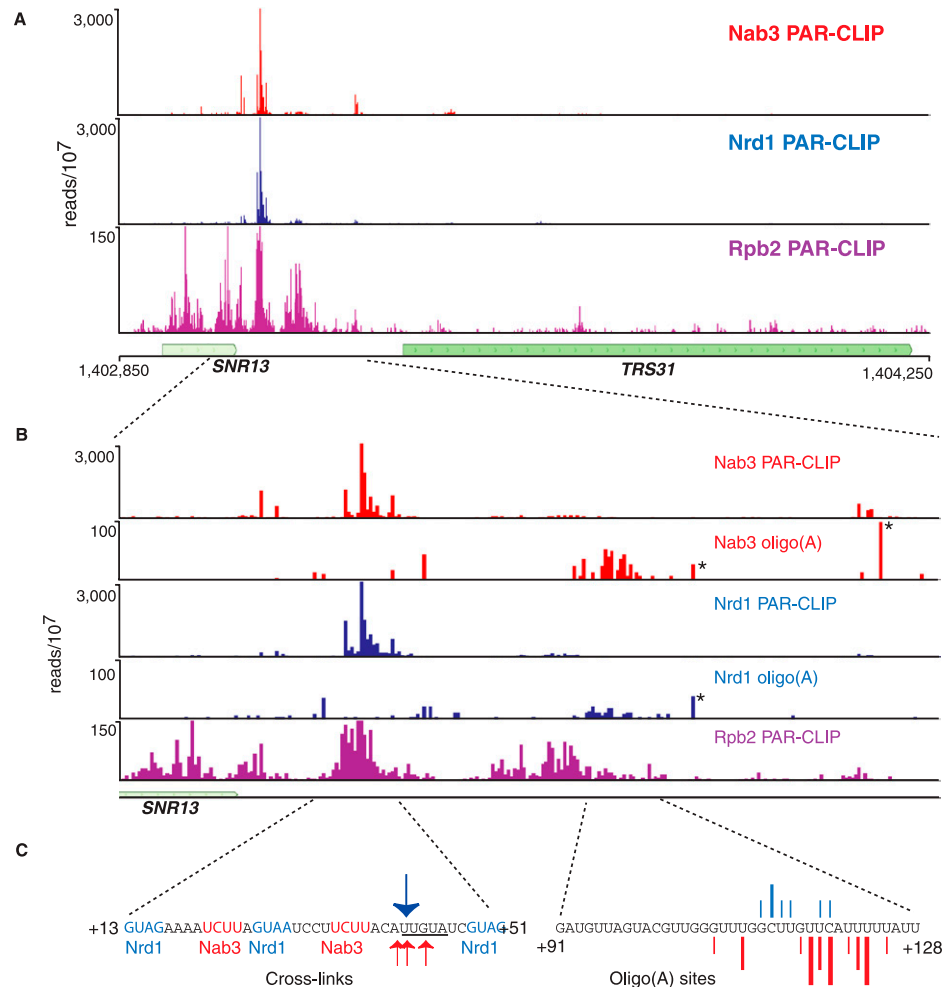 A
3,000
Nab3 PAR-CLIP
3,000
Nrd1 PAR-CLIP
reads/10⁷
150
Rpb2 PAR-CLIP
SNR13
TRS31
1,402,850
1,404,250
B
3,000
Nab3 PAR-CLIP
100
*
Nab3 oligo(A)
*
3,000
Nrd1 PAR-CLIP
reads/10⁷
100
Nrd1 oligo(A)
*
150
Rpb2 PAR-CLIP
SNR13
C
+13 GUAGAAAAUCUUAGUAAUCCUUCUUACAUUGUAUCGUAG +51
Nrd1 Nab3 Nrd1 Nab3 Nrd1
Cross-links
GAUGUUAGUACGUUGGGUUUGGCUUGUUCAUUUUUAUU
+91 +128
Oligo(A) sites